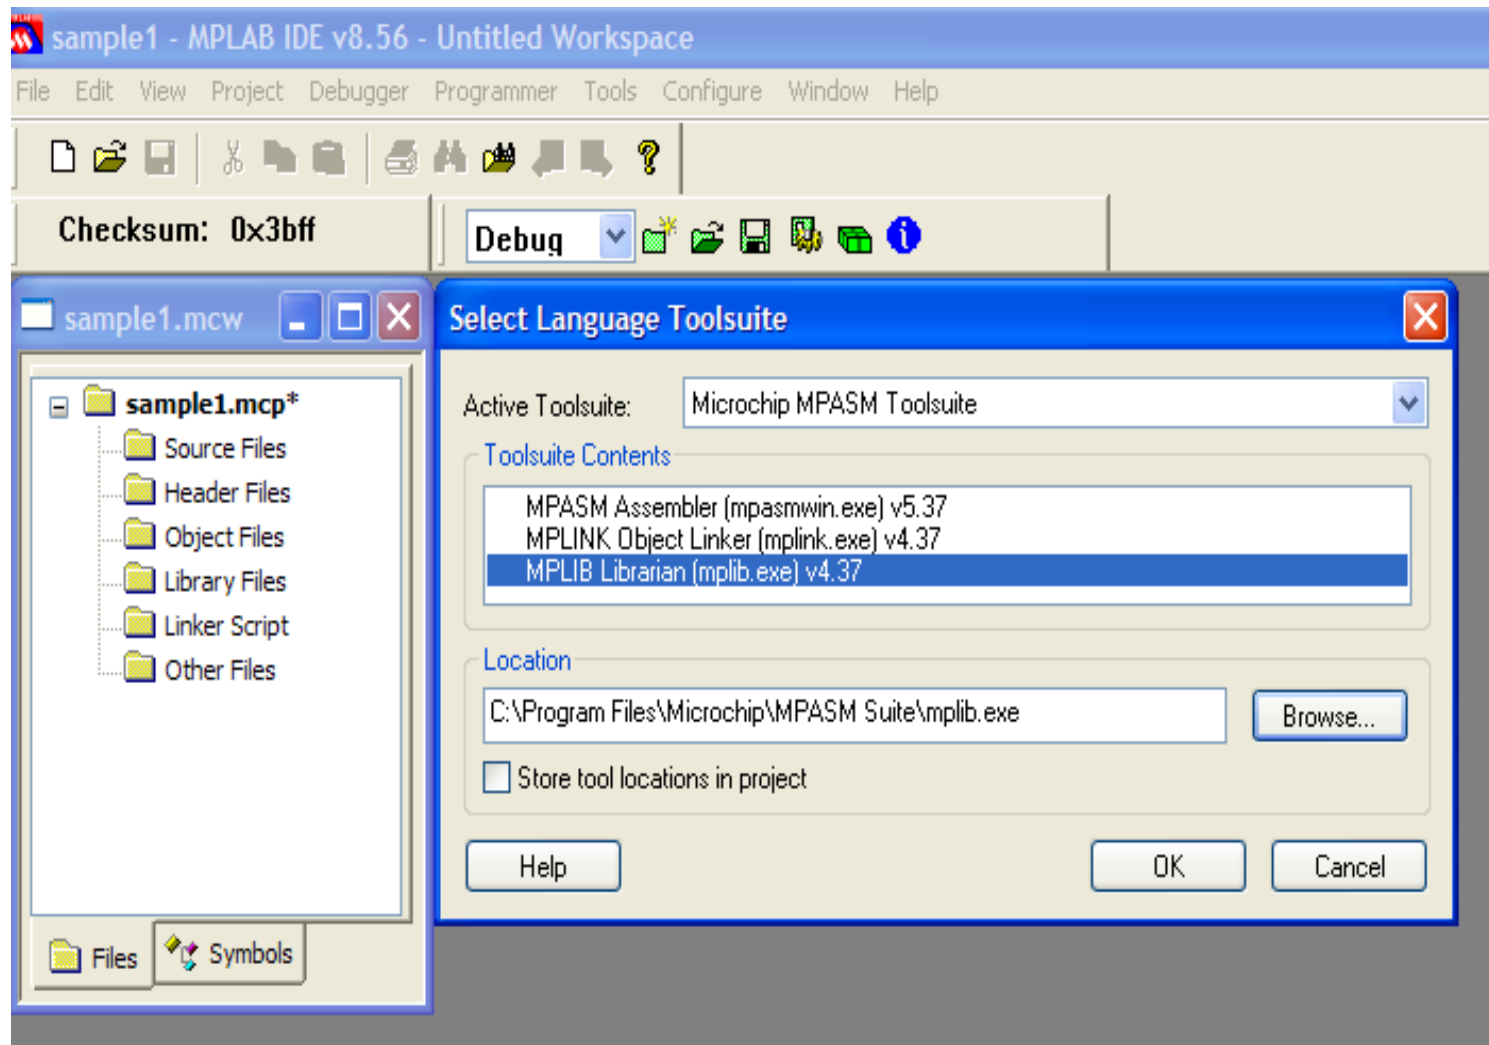 sample1 - MPLAB IDE v8.56 - Untitled Workspace
File Edit View Project Debugger Programmer Tools Configure Window Help
Checksum: 0x3bff
Debug
sample1.mcw
sample1.mcp*
Source Files
Header Files
Object Files
Library Files
Linker Script
Other Files
Files
Symbols
Select Language Toolsuite
Active Toolsuite: Microchip MPASM Toolsuite
Toolsuite Contents
MPASM Assembler (mpasmwin.exe) v5.37
MPLINK Object Linker (mplink.exe) v4.37
MPLIB Librarian (mplib.exe) v4.37
Location
C:\Program Files\Microchip\MPASM Suite\mplib.exe
Browse...
Store tool locations in project
Help OK Cancel